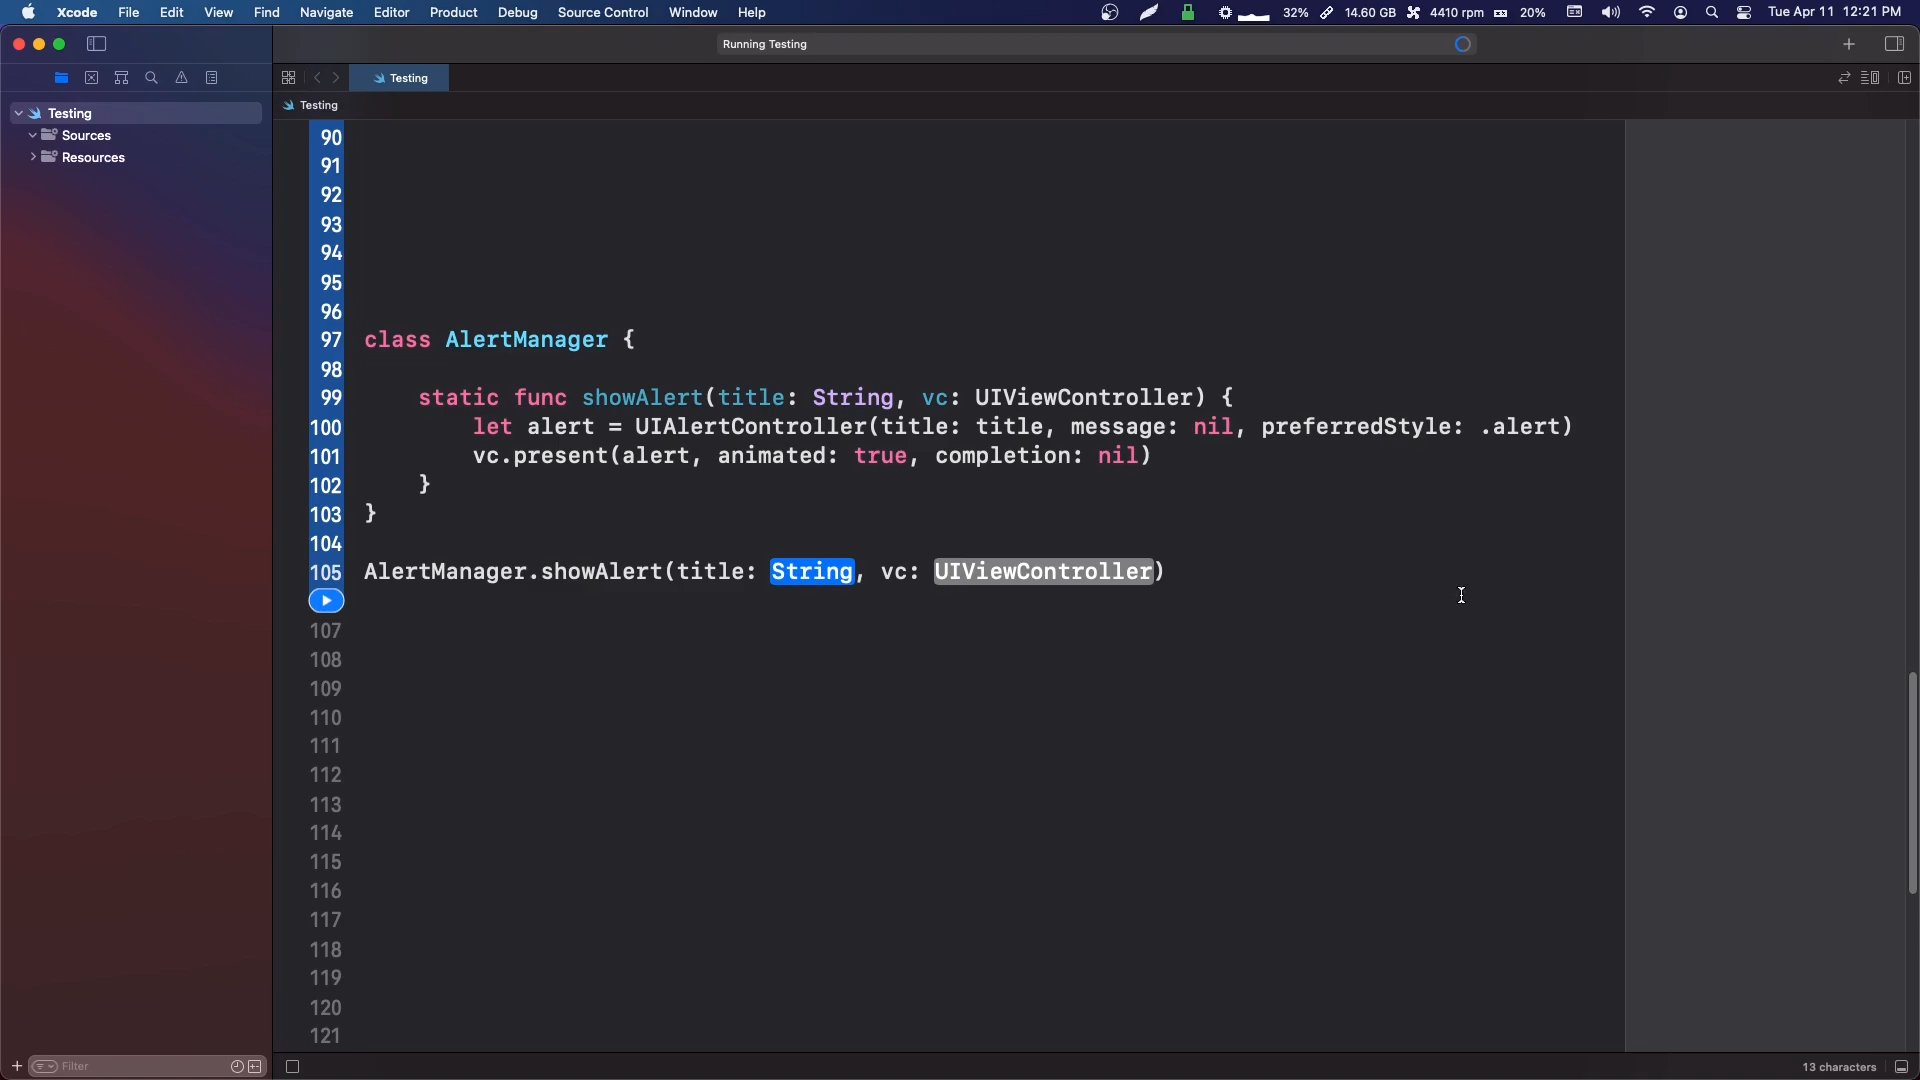 Xcode File Edit View Find Navigate Editor Product Debug Source Control Window Help 32% 14.60 GB 4410 rpm 20% Tue Apr 11 12:21 PM
Running Testing
Testing
Testing
Testing
Sources
Resources
90
91
92
93
94
95
96
97 class AlertManager {
98
99 static func showAlert(title: String, vc: UIViewController) {
100 let alert = UIAlertController(title: title, message: nil, preferredStyle: .alert)
101 vc.present(alert, animated: true, completion: nil)
102 }
103 }
104
105 AlertManager.showAlert(title: String, vc: UIViewController)
107
108
109
110
111
112
113
114
115
116
117
118
119
120
121
Filter
13 characters